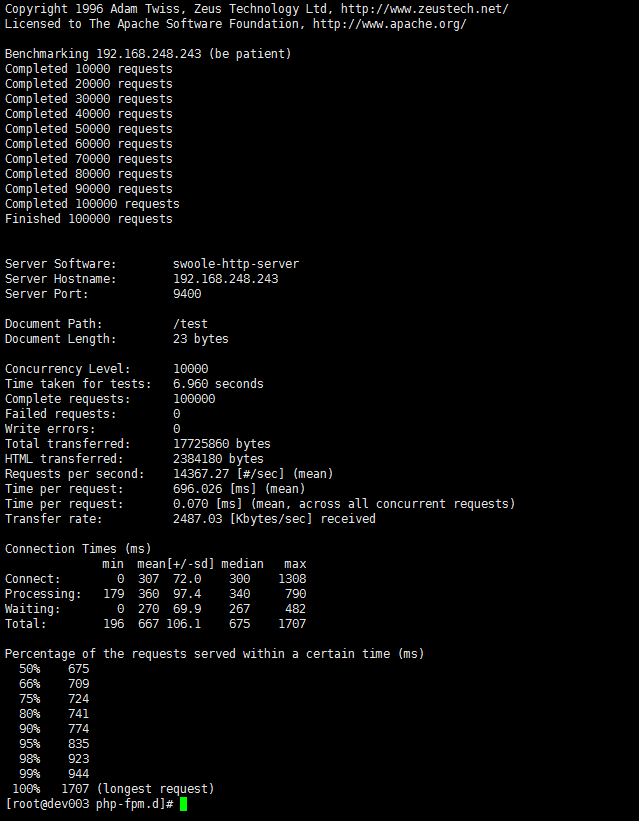 Copyright 1996 Adam Twiss, Zeus Technology Ltd, http://www.zeustech.net/
Licensed to The Apache Software Foundation, http://www.apache.org/

Benchmarking 192.168.248.243 (be patient)
Completed 10000 requests
Completed 20000 requests
Completed 30000 requests
Completed 40000 requests
Completed 50000 requests
Completed 60000 requests
Completed 70000 requests
Completed 80000 requests
Completed 90000 requests
Completed 100000 requests
Finished 100000 requests


Server Software:        swoole-http-server
Server Hostname:        192.168.248.243
Server Port:            9400

Document Path:          /test
Document Length:        23 bytes

Concurrency Level:      10000
Time taken for tests:   6.960 seconds
Complete requests:      100000
Failed requests:        0
Write errors:           0
Total transferred:      17725860 bytes
HTML transferred:       2384180 bytes
Requests per second:    14367.27 [#/sec] (mean)
Time per request:       696.026 [ms] (mean)
Time per request:       0.070 [ms] (mean, across all concurrent requests)
Transfer rate:          2487.03 [Kbytes/sec] received

Connection Times (ms)
              min  mean[+/-sd] median   max
Connect:        0  307  72.0    300    1308
Processing:   179  360  97.4    340     790
Waiting:        0  270  69.9    267     482
Total:        196  667 106.1    675    1707

Percentage of the requests served within a certain time (ms)
  50%    675
  66%    709
  75%    724
  80%    741
  90%    774
  95%    835
  98%    923
  99%    944
 100%   1707 (longest request)
[root@dev003 php-fpm.d]#